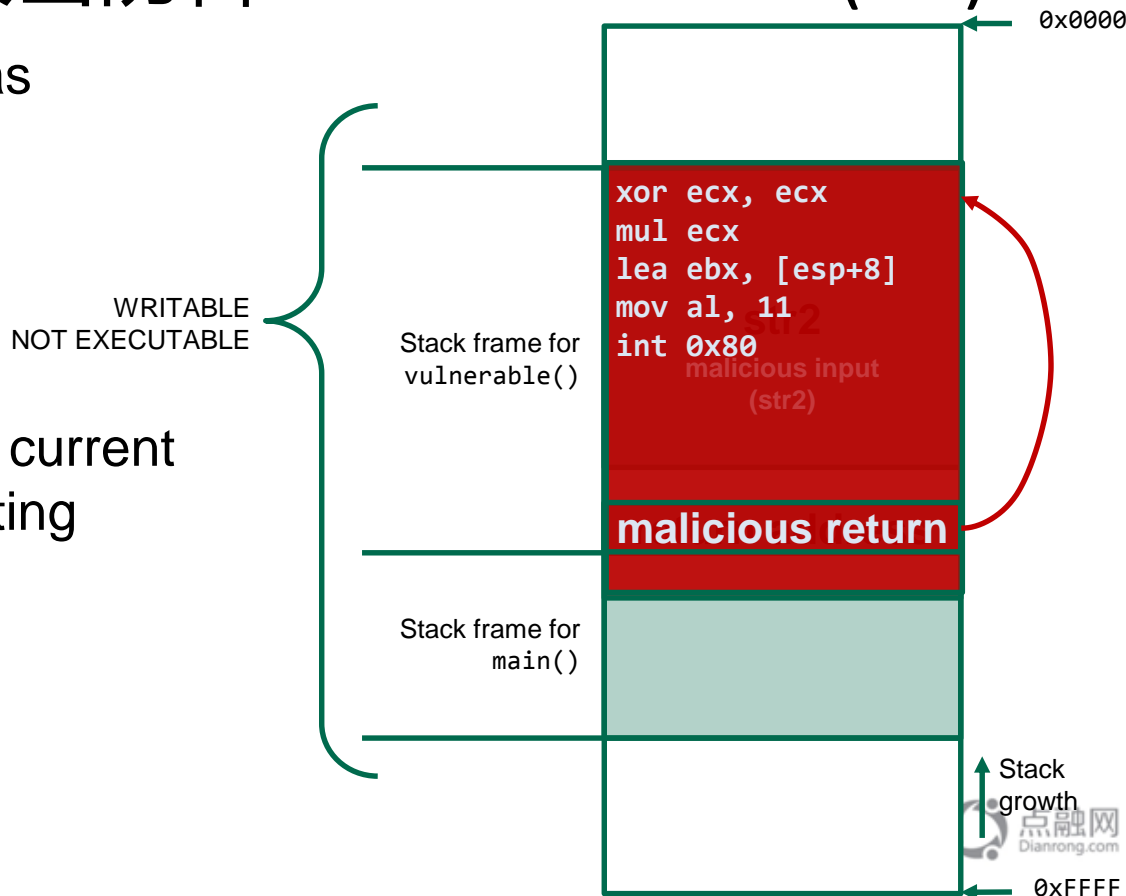 0x0000
current
WRITABLE
NOT EXECUTABLE
Stack frame for
vulnerable()
xor ecx, ecx
mul ecx
lea ebx, [esp+8]
mov al, 11
int 0x80
str2
malicious input
(str2)
malicious return
Stack frame for
main()
Stack
growth
点融网
Dianrong.com
0xFFFF